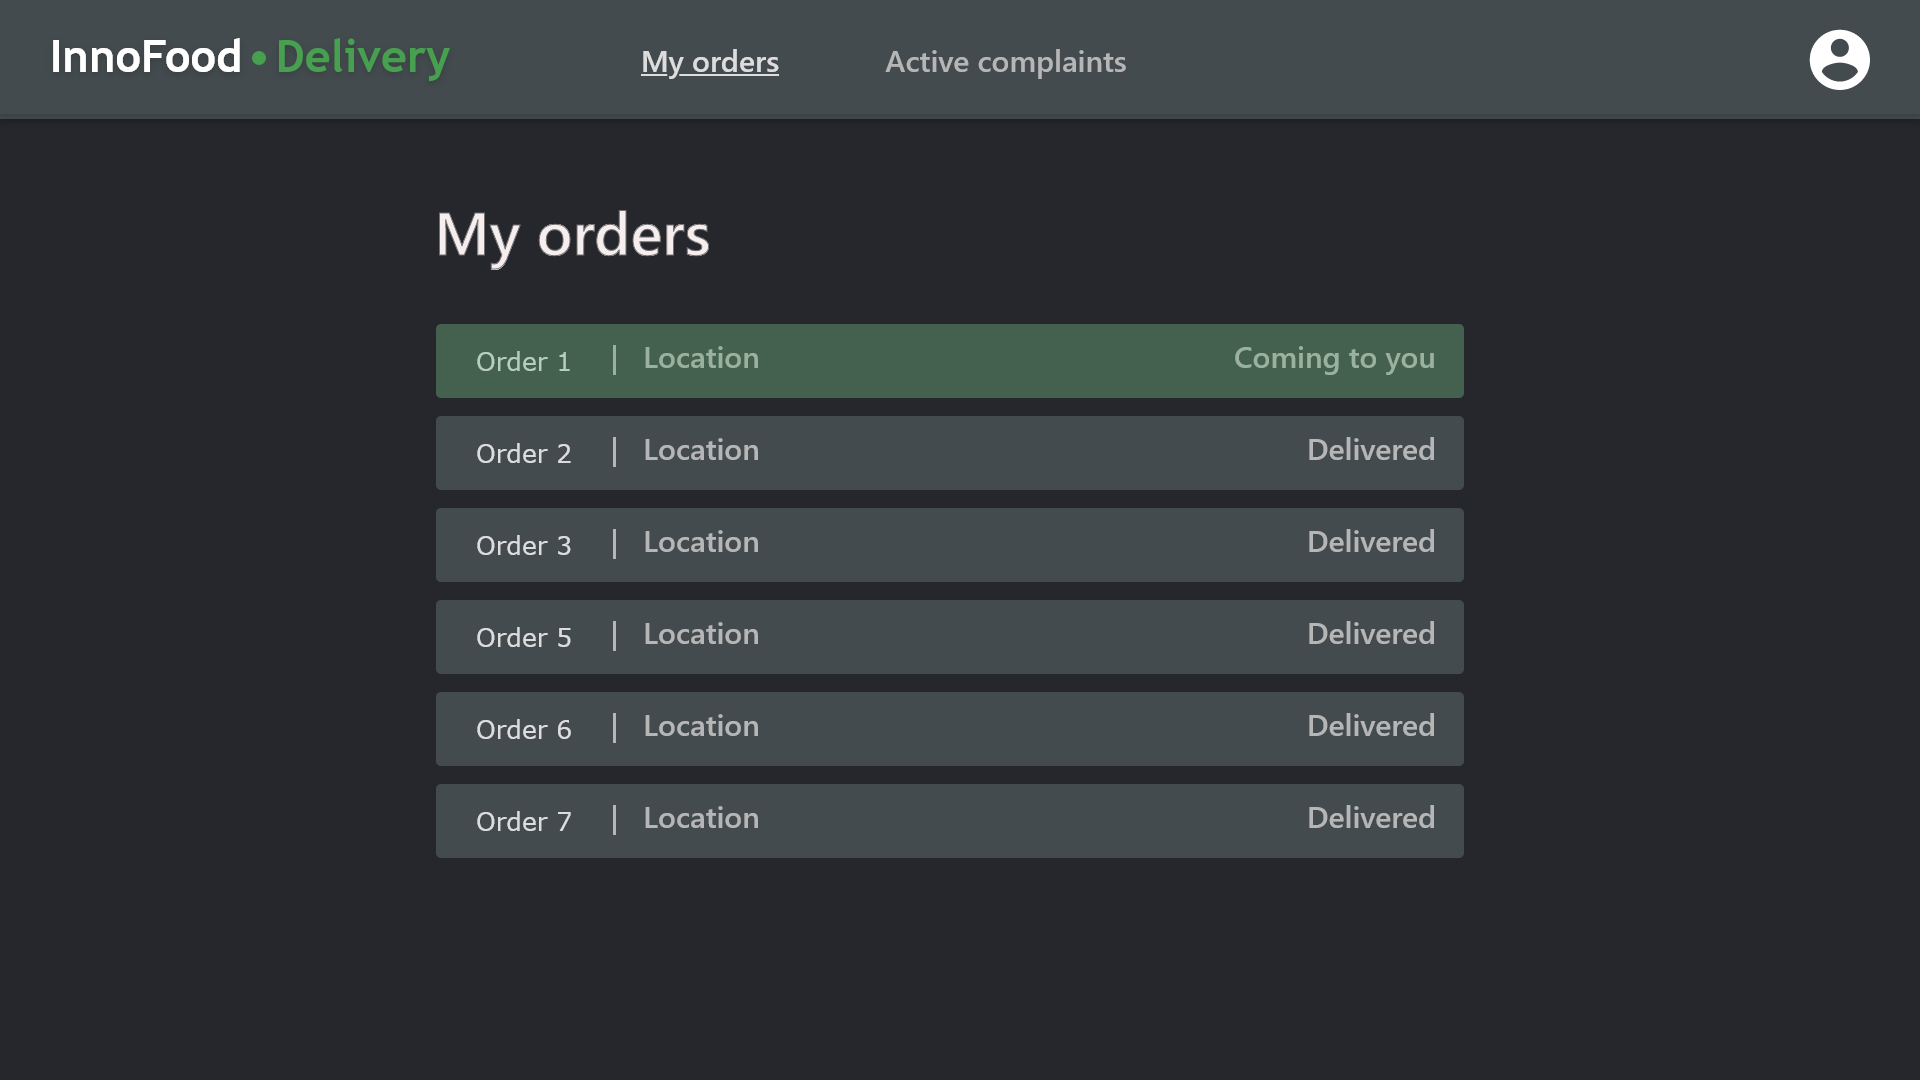 InnoFood • Delivery My orders Active complaints
My orders
Order 1 | Location Coming to you
Order 2 | Location Delivered
Order 3 | Location Delivered
Order 5 | Location Delivered
Order 6 | Location Delivered
Order 7 | Location Delivered